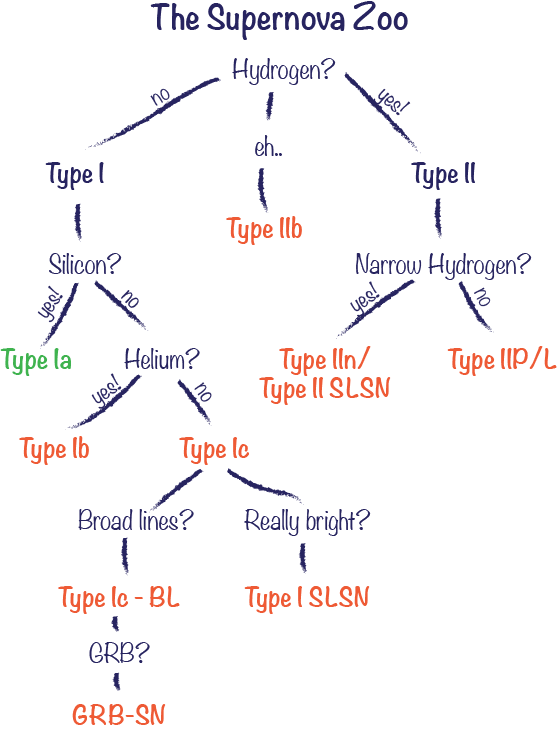 The Supernova Zoo
Hydrogen?
no
yes!
eh..
Type I
Type II
Type IIb
Silicon?
Narrow Hydrogen?
yes!
no
yes!
no
Type Ia
Helium?
Type IIn/
Type II SLSN
Type IIP/L
yes!
no
Type Ib
Type Ic
Broad lines?
Really bright?
Type Ic - BL
Type I SLSN
GRB?
GRB-SN